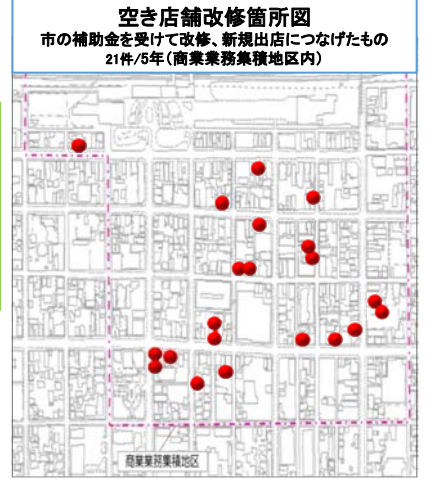 空き店舗改修箇所図
市の補助金を受けて改修、新規出店につなげたもの
21件/5年（商業業務集積地区内）
商業業務集積地区